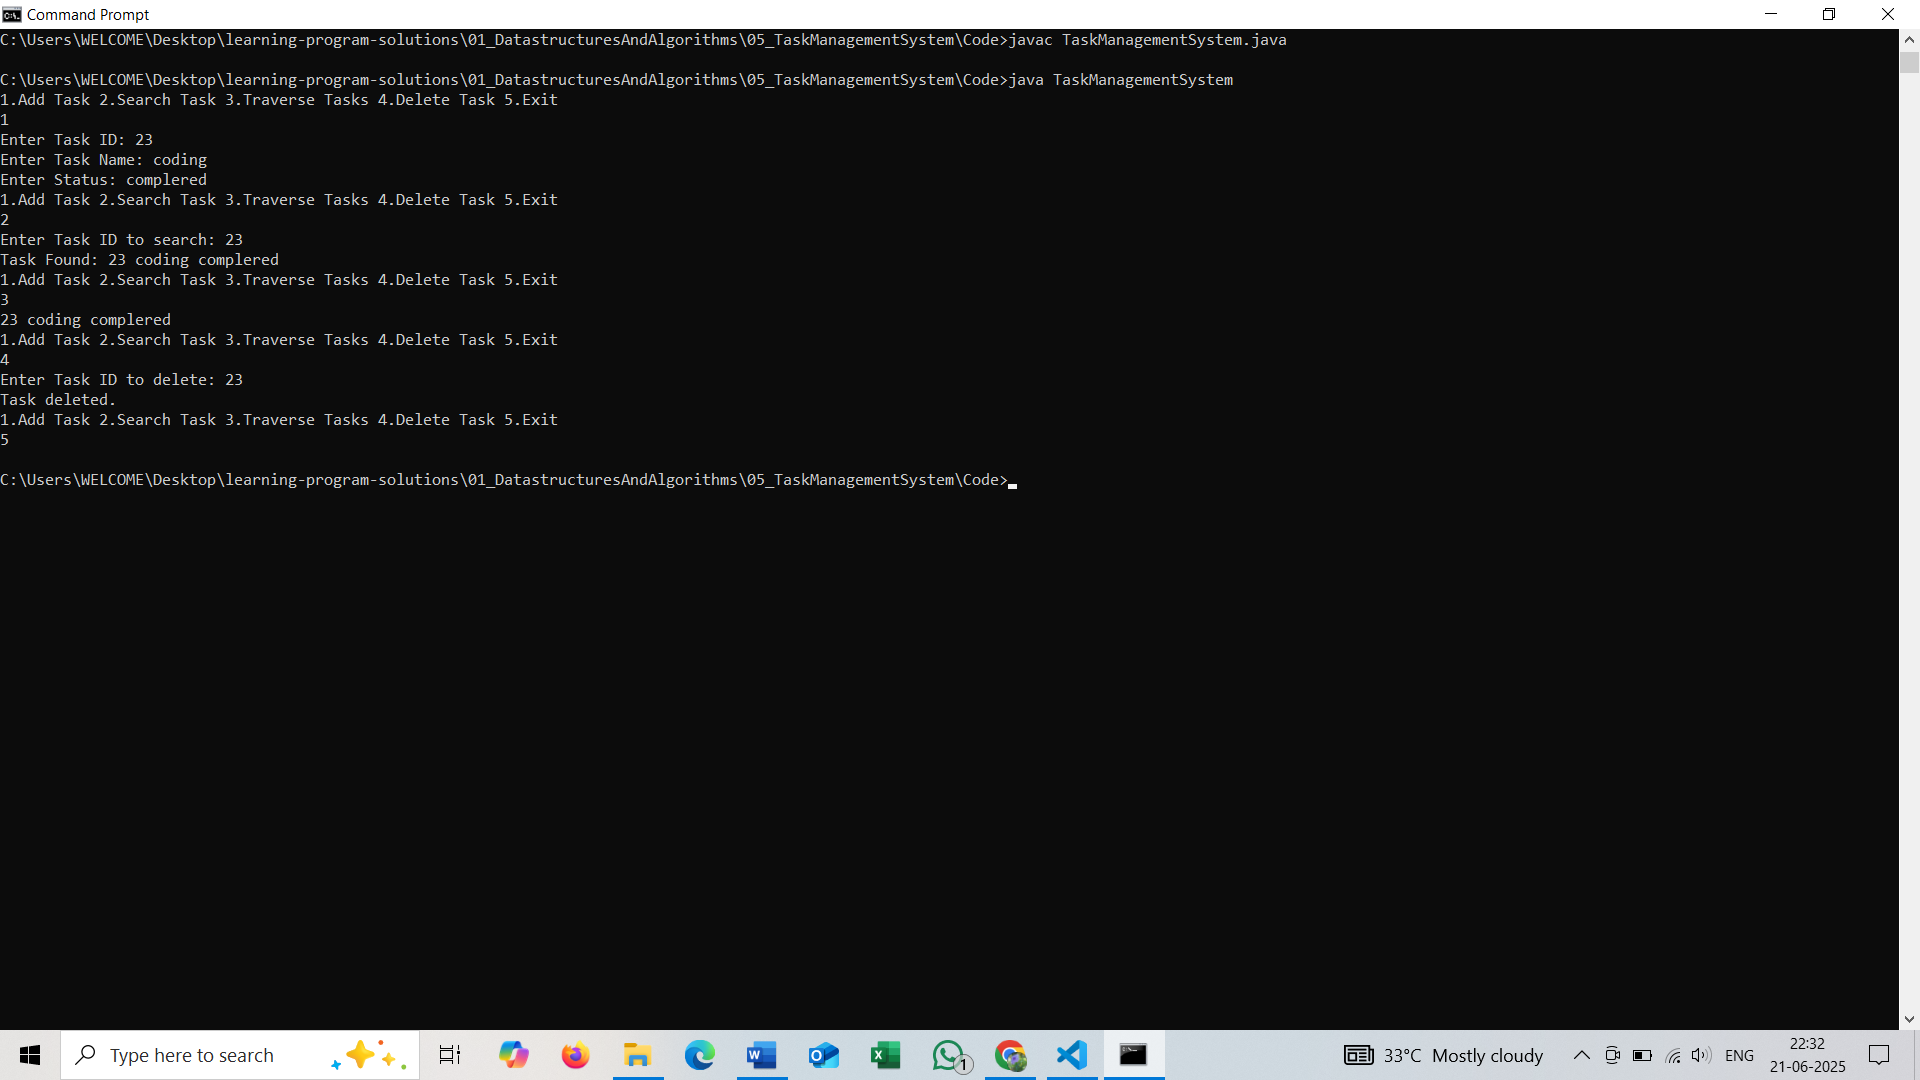 Command Prompt
C:\Users\WELCOME\Desktop\learning-program-solutions\01_DatastructuresAndAlgorithms\05_TaskManagementSystem\Code>javac TaskManagementSystem.java
C:\Users\WELCOME\Desktop\learning-program-solutions\01_DatastructuresAndAlgorithms\05_TaskManagementSystem\Code>java TaskManagementSystem
1.Add Task 2.Search Task 3.Traverse Tasks 4.Delete Task 5.Exit
1
Enter Task ID: 23
Enter Task Name: coding
Enter Status: complered
1.Add Task 2.Search Task 3.Traverse Tasks 4.Delete Task 5.Exit
2
Enter Task ID to search: 23
Task Found: 23 coding complered
1.Add Task 2.Search Task 3.Traverse Tasks 4.Delete Task 5.Exit
3
23 coding complered
1.Add Task 2.Search Task 3.Traverse Tasks 4.Delete Task 5.Exit
4
Enter Task ID to delete: 23
Task deleted.
1.Add Task 2.Search Task 3.Traverse Tasks 4.Delete Task 5.Exit
5
C:\Users\WELCOME\Desktop\learning-program-solutions\01_DatastructuresAndAlgorithms\05_TaskManagementSystem\Code>
Type here to search
1
33°C Mostly cloudy
ENG
22:32
21-06-2025